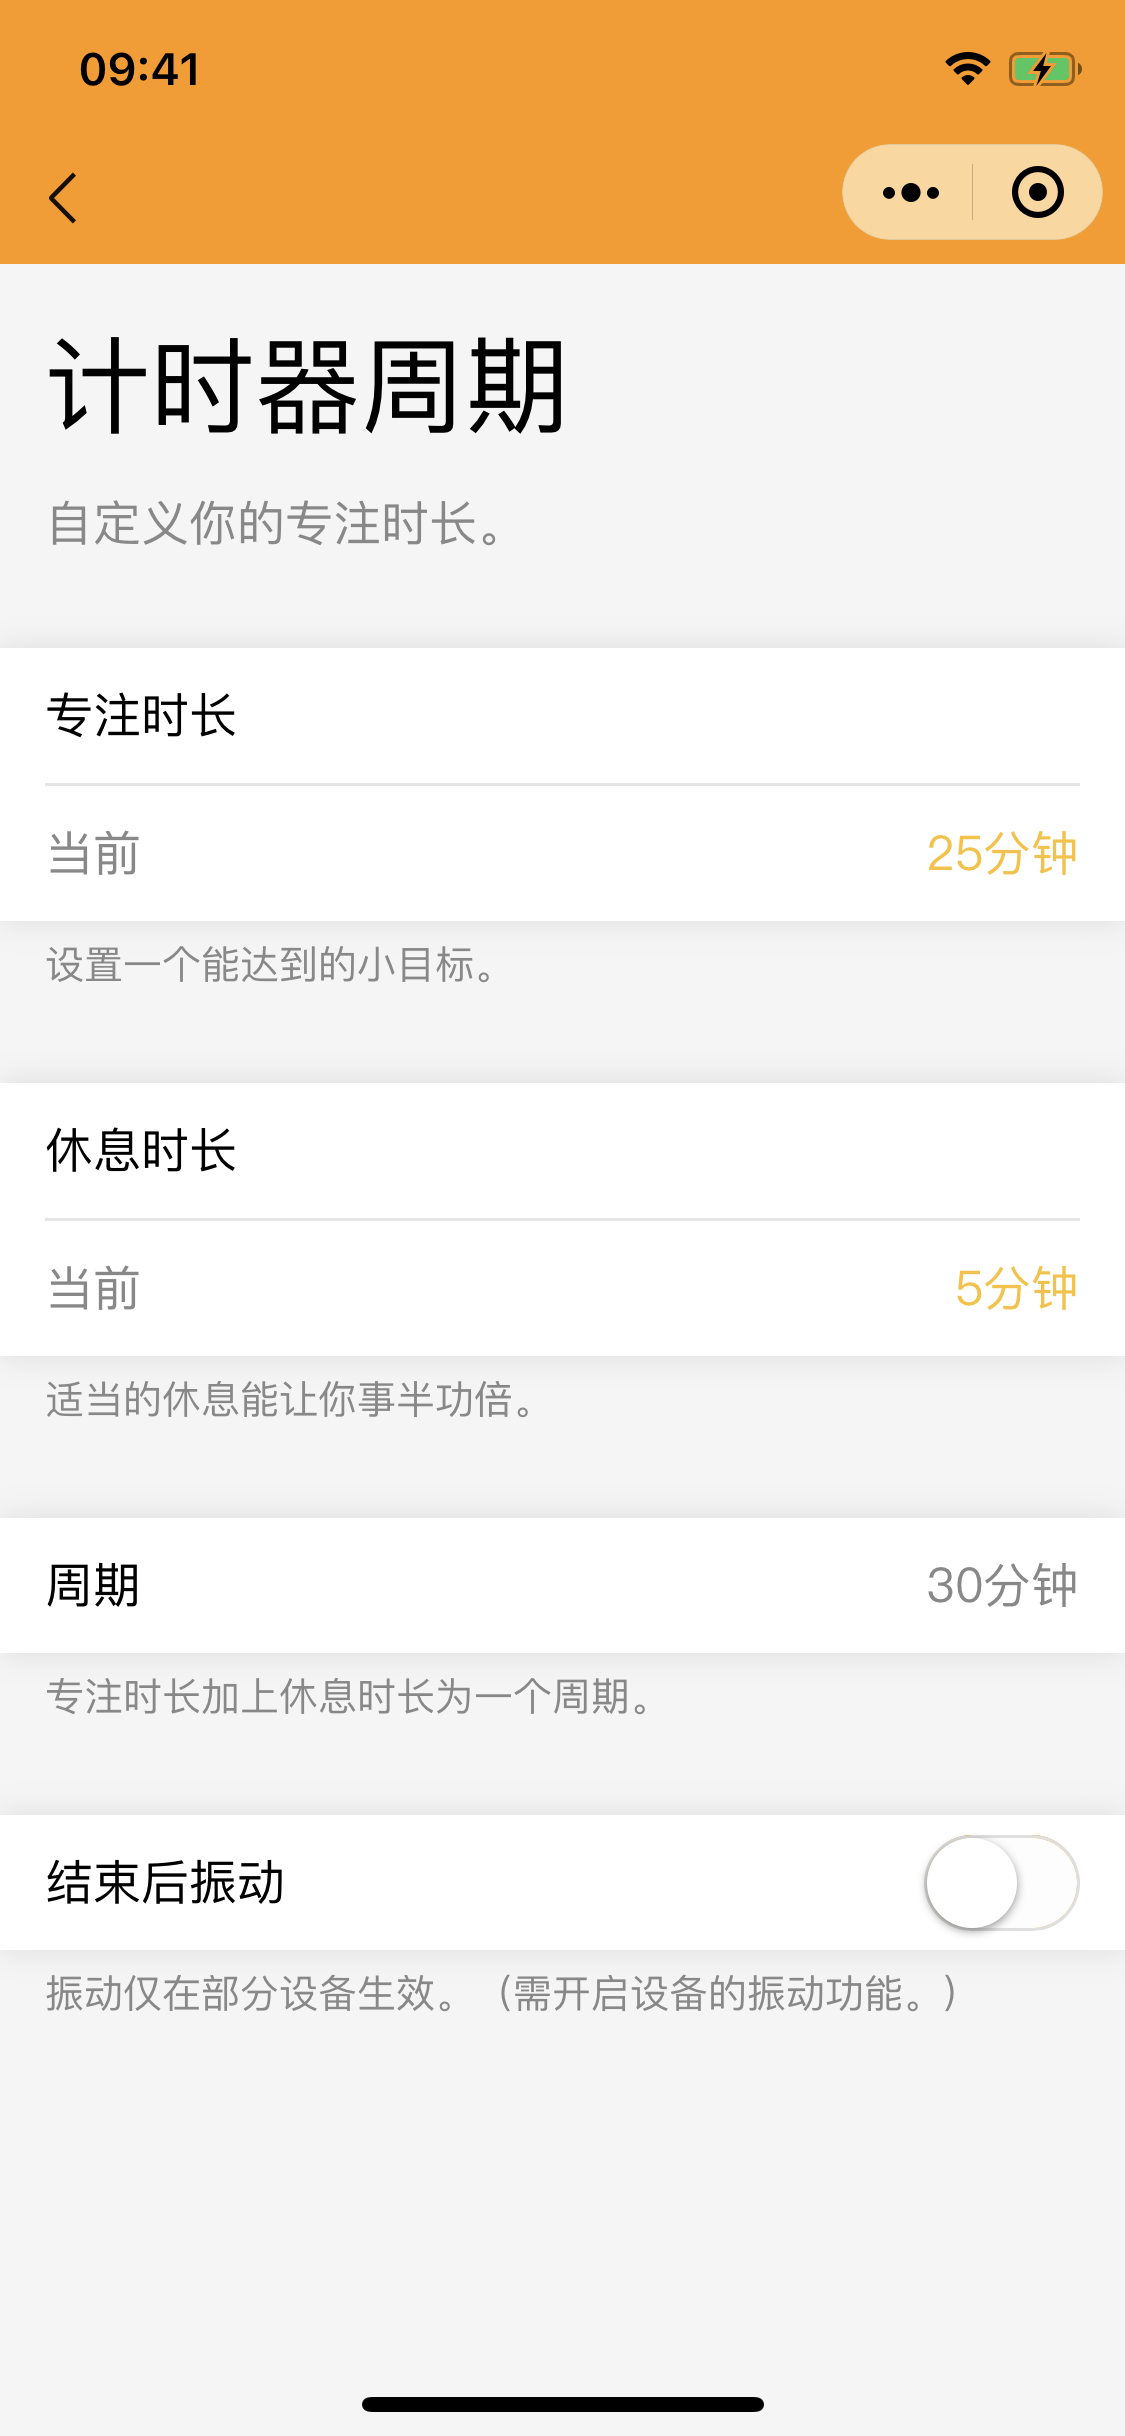 09:41
计时器周期
自定义你的专注时长。
专注时长
当前 25分钟
设置一个能达到的小目标。
休息时长
当前 5分钟
适当的休息能让你事半功倍。
周期 30分钟
专注时长加上休息时长为一个周期。
结束后振动
振动仅在部分设备生效。（需开启设备的振动功能。）